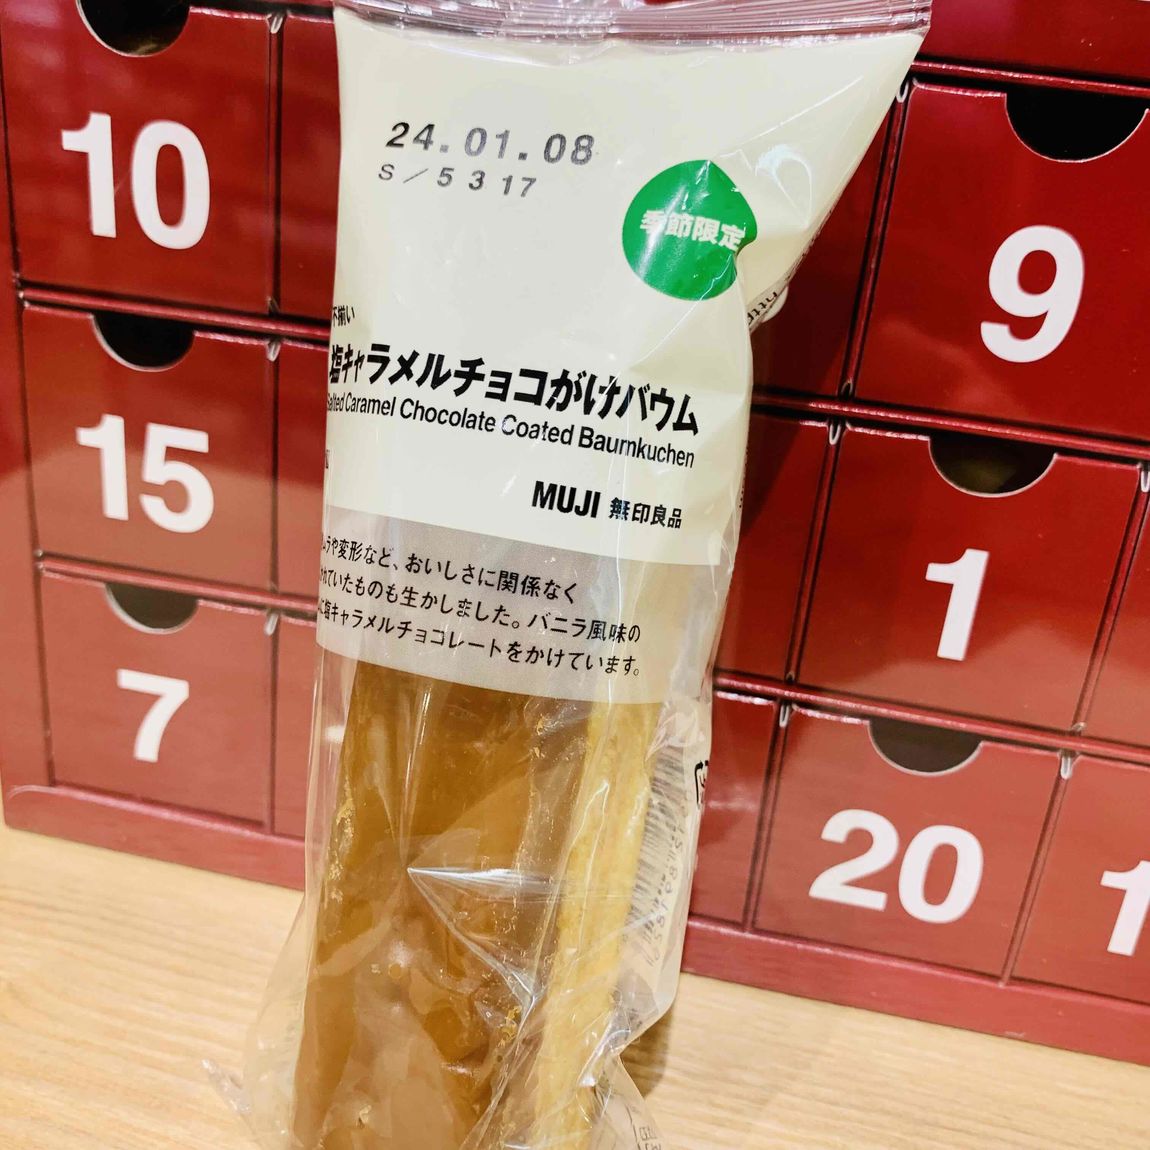 10
24.01.08
S/5317
季節限定
9
不揃い
塩キャラメルチョコがけバウム
Salted Caramel Chocolate Coated Baumkuchen
15
MUJI 無印良品
ムラや変形など、おいしさに関係なく
れていたものも生かしました。バニラ風味の
に塩キャラメルチョコレートをかけています。
1
7
20
1